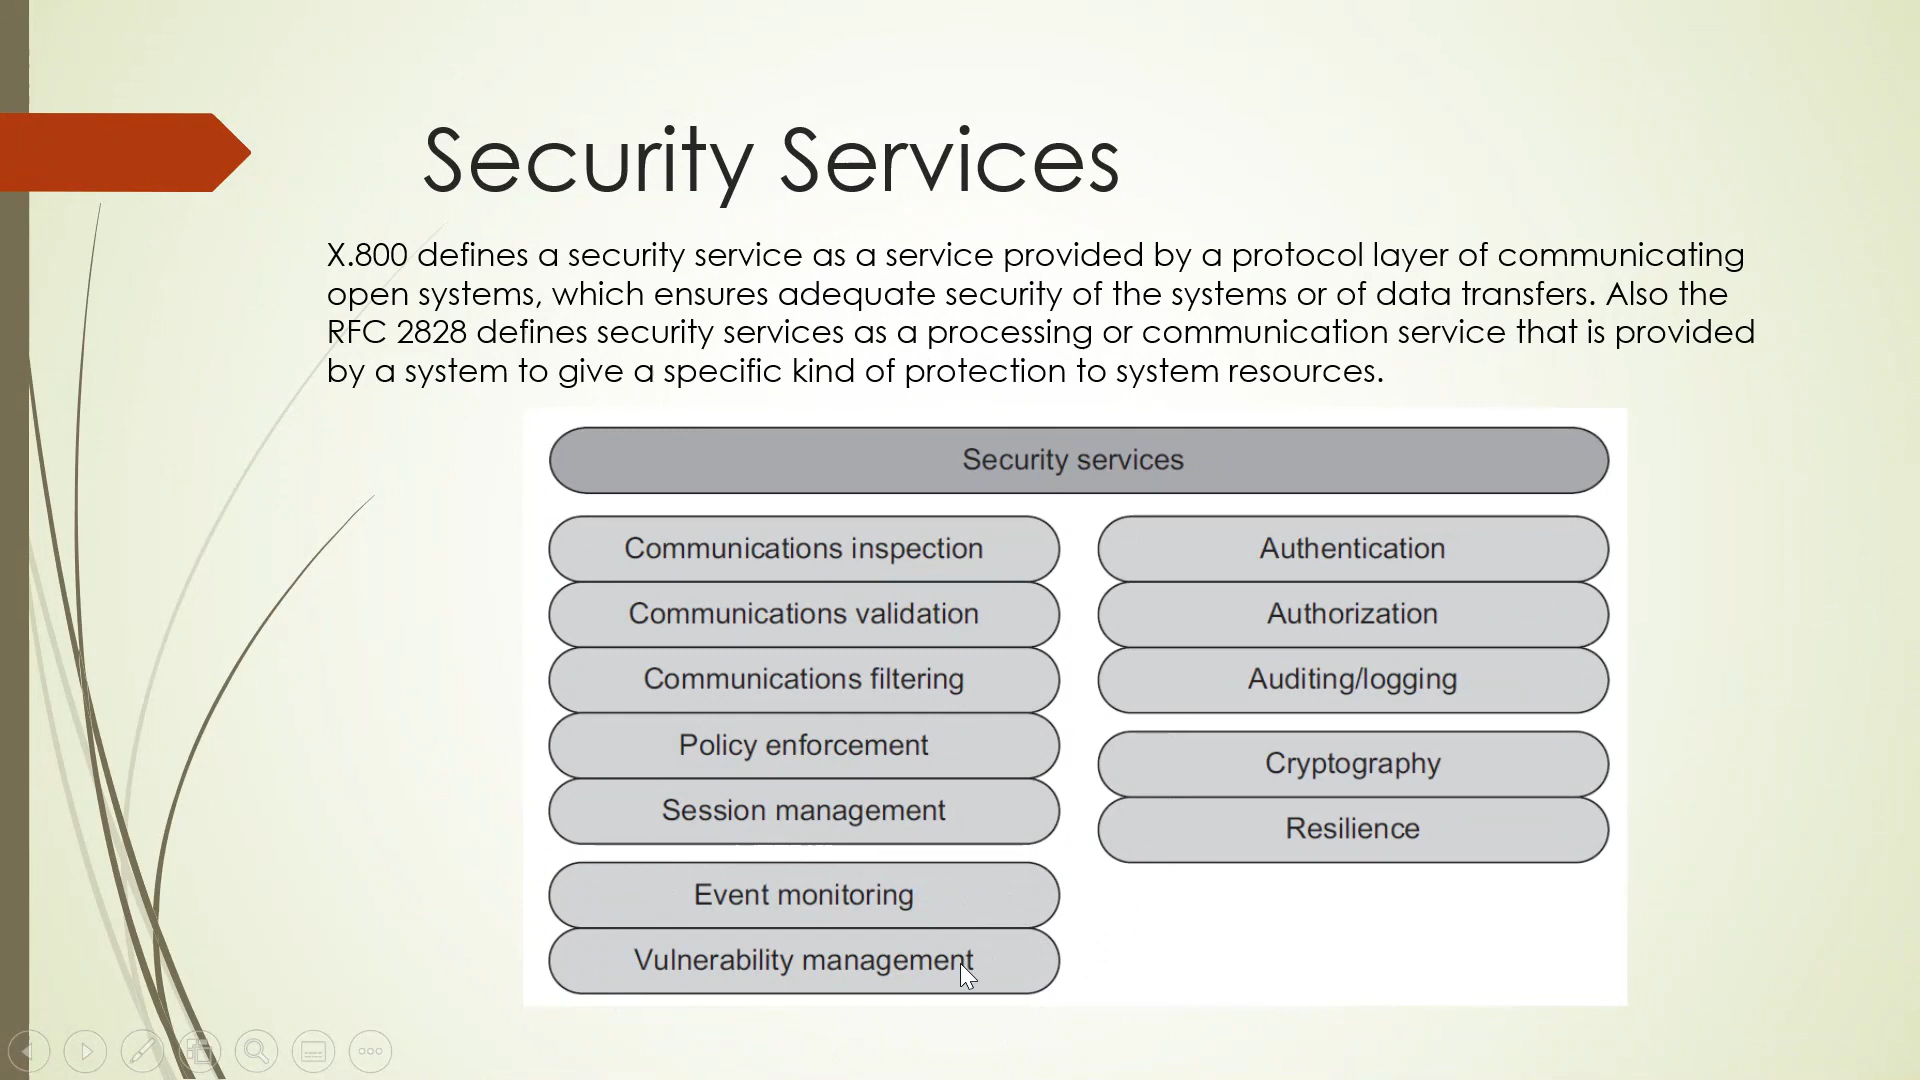 Security Services
X.800 defines a security service as a service provided by a protocol layer of communicating
open systems, which ensures adequate security of the systems or of data transfers. Also the
RFC 2828 defines security services as a processing or communication service that is provided
by a system to give a specific kind of protection to system resources.
Security services
Communications inspection
Communications validation
Communications filtering
Policy enforcement
Session management
Event monitoring
Vulnerability management
Authentication
Authorization
Auditing/logging
Cryptography
Resilience